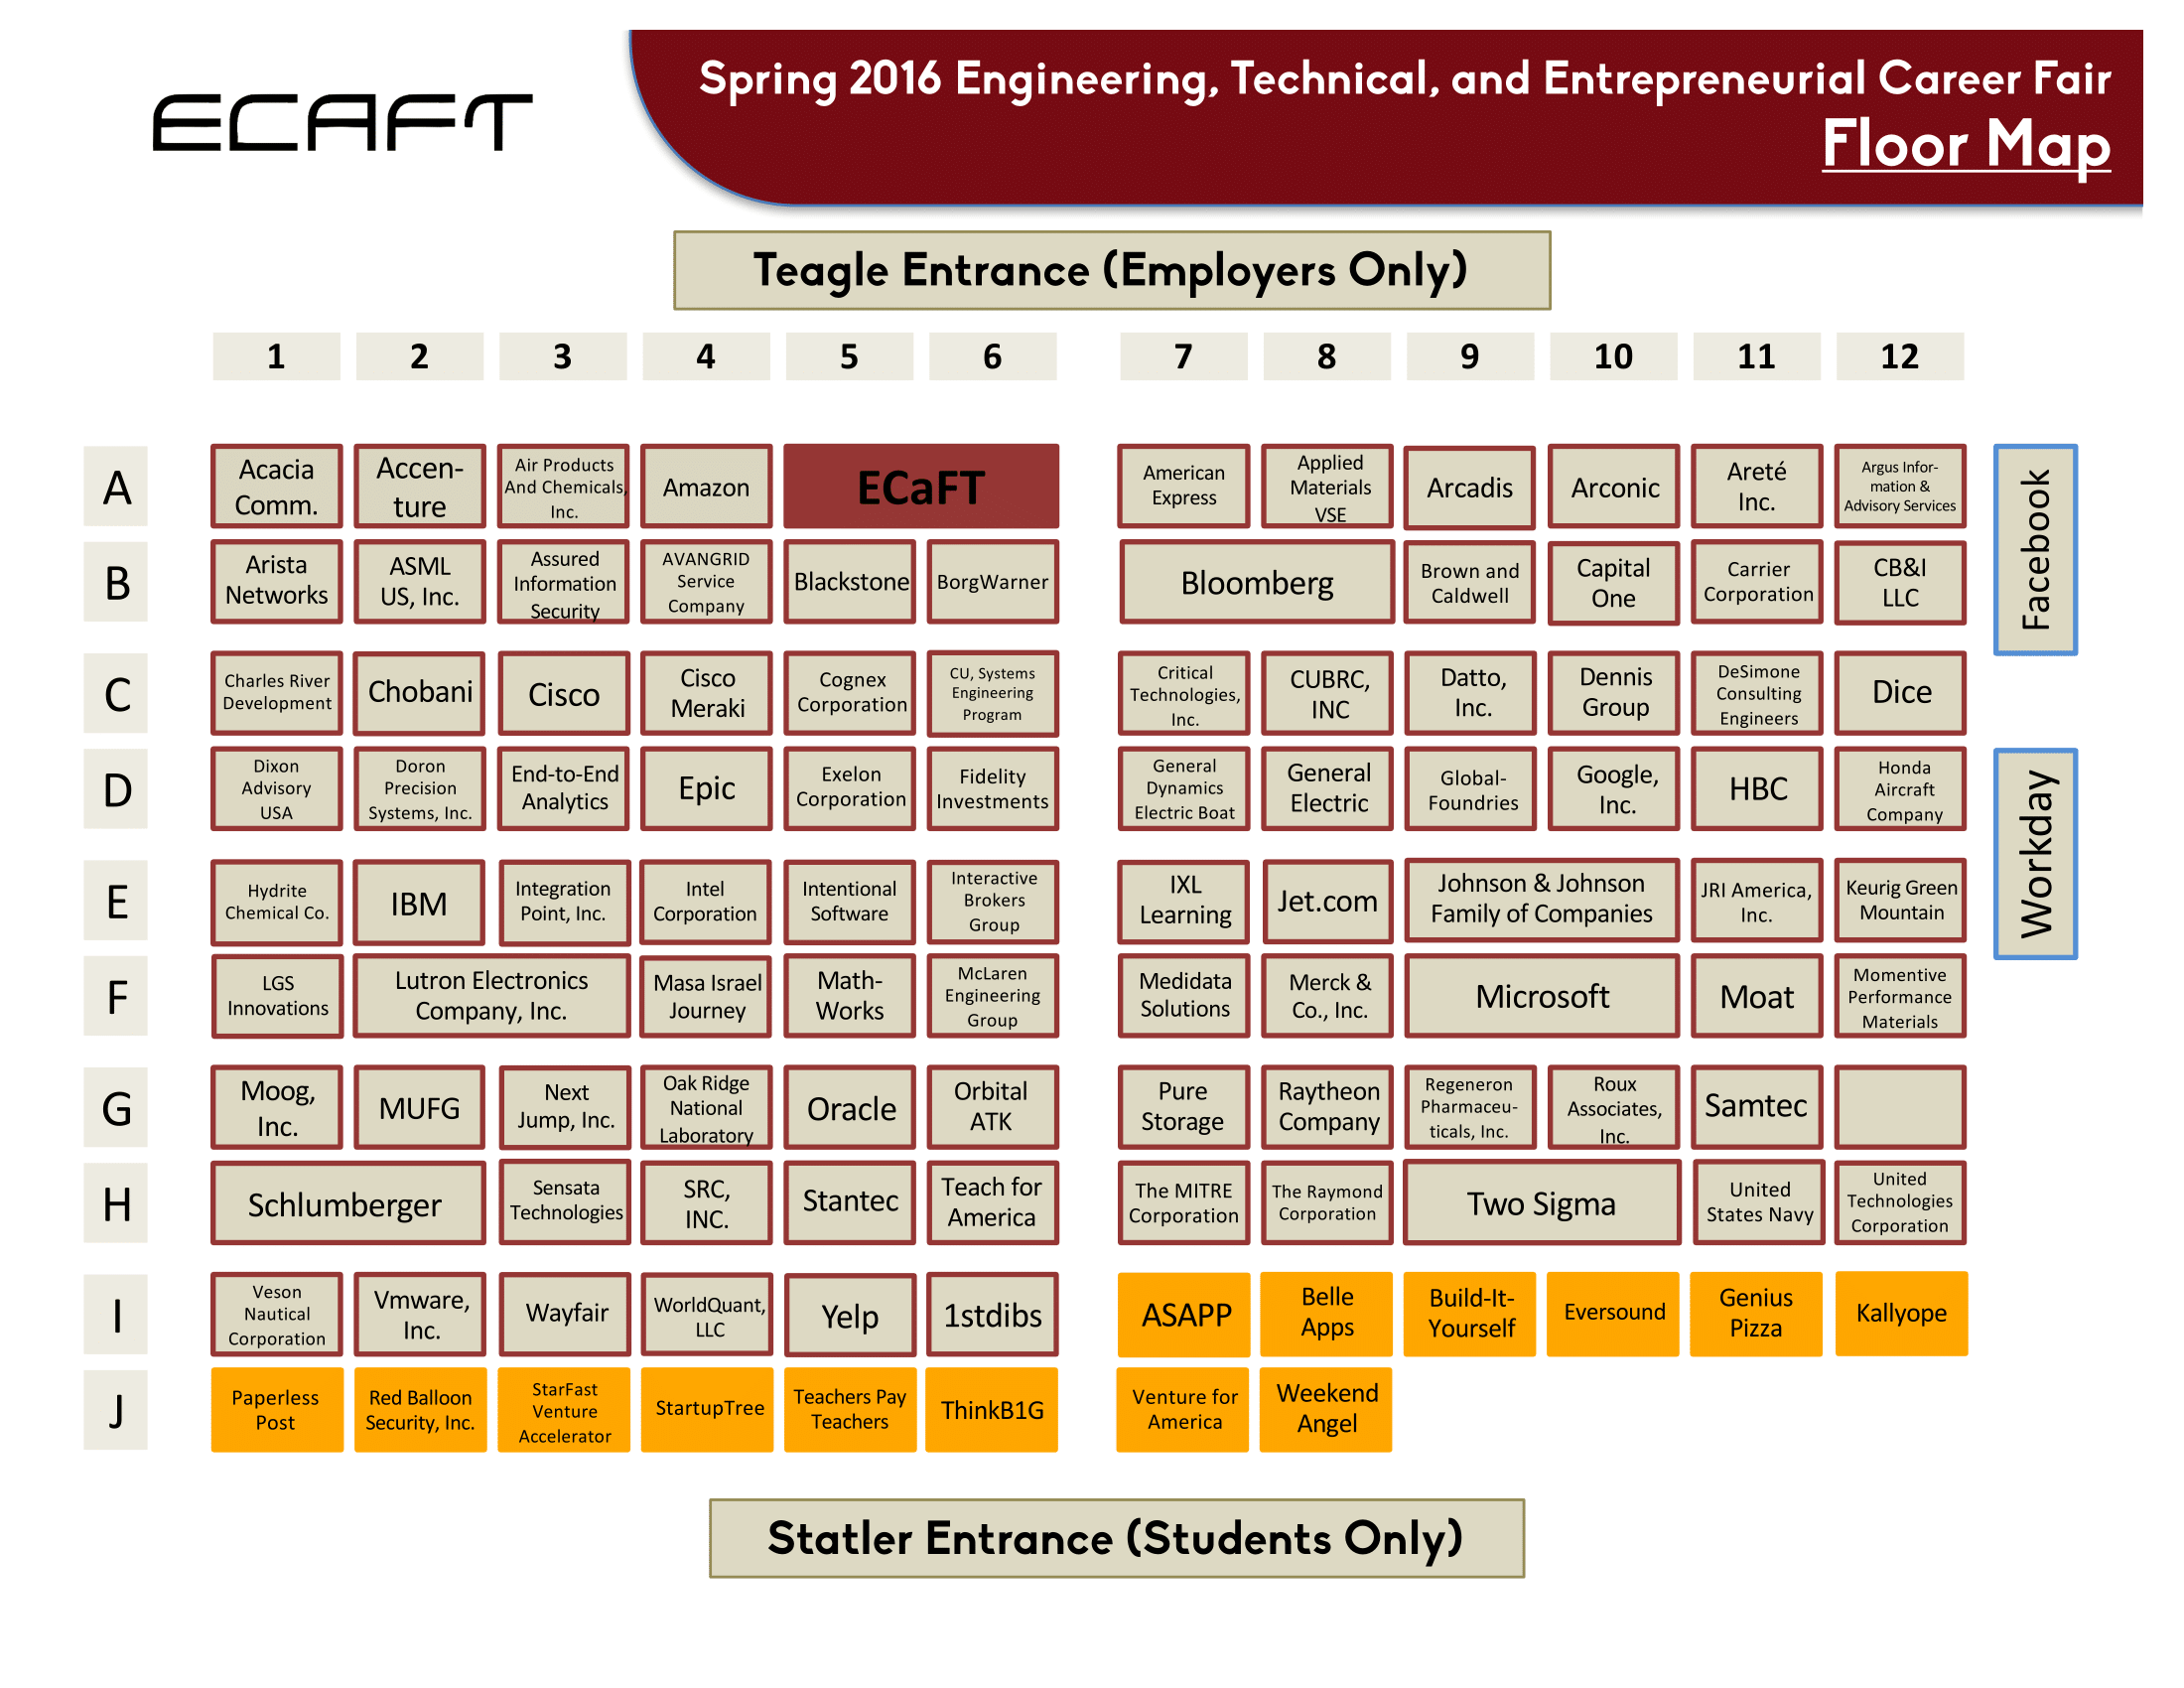 ECAFT
Spring 2016 Engineering, Technical, and Entrepreneurial Career Fair
Floor Map
Teagle Entrance (Employers Only)
1 2 3 4 5 6 7 8 9 10 11 12
A
Acacia
Comm.
Accen-
ture
Air Products
And Chemicals,
Inc.
Amazon
ECaFT
American
Express
Applied
Materials
VSE
Arcadis
Arconic
Areté
Inc.
Argus Infor-
mation &
Advisory Services
Facebook
B
Arista
Networks
ASML
US, Inc.
Assured
Information
Security
AVANGRID
Service
Company
Blackstone
BorgWarner
Bloomberg
Brown and
Caldwell
Capital
One
Carrier
Corporation
CB&I
LLC
C
Charles River
Development
Chobani
Cisco
Cisco
Meraki
Cognex
Corporation
CU, Systems
Engineering
Program
Critical
Technologies,
Inc.
CUBRC,
INC
Datto,
Inc.
Dennis
Group
DeSimone
Consulting
Engineers
Dice
D
Dixon
Advisory
USA
Doron
Precision
Systems, Inc.
End-to-End
Analytics
Epic
Exelon
Corporation
Fidelity
Investments
General
Dynamics
Electric Boat
General
Electric
Global-
Foundries
Google,
Inc.
HBC
Honda
Aircraft
Company
Workday
E
Hydrite
Chemical Co.
IBM
Integration
Point, Inc.
Intel
Corporation
Intentional
Software
Interactive
Brokers
Group
IXL
Learning
Jet.com
Johnson & Johnson
Family of Companies
JRI America,
Inc.
Keurig Green
Mountain
F
LGS
Innovations
Lutron Electronics
Company, Inc.
Masa Israel
Journey
Math-
Works
McLaren
Engineering
Group
Medidata
Solutions
Merck &
Co., Inc.
Microsoft
Moat
Momentive
Performance
Materials
G
Moog,
Inc.
MUFG
Next
Jump, Inc.
Oak Ridge
National
Laboratory
Oracle
Orbital
ATK
Pure
Storage
Raytheon
Company
Regeneron
Pharmaceu-
ticals, Inc.
Roux
Associates,
Inc.
Samtec
H
Schlumberger
Sensata
Technologies
SRC,
INC.
Stantec
Teach for
America
The MITRE
Corporation
The Raymond
Corporation
Two Sigma
United
States Navy
United
Technologies
Corporation
I
Veson
Nautical
Corporation
Vmware,
Inc.
Wayfair
WorldQuant,
LLC
Yelp
1stdibs
ASAPP
Belle
Apps
Build-It-
Yourself
Eversound
Genius
Pizza
Kallyope
J
Paperless
Post
Red Balloon
Security, Inc.
StarFast
Venture
Accelerator
StartupTree
Teachers Pay
Teachers
ThinkB1G
Venture for
America
Weekend
Angel
Statler Entrance (Students Only)